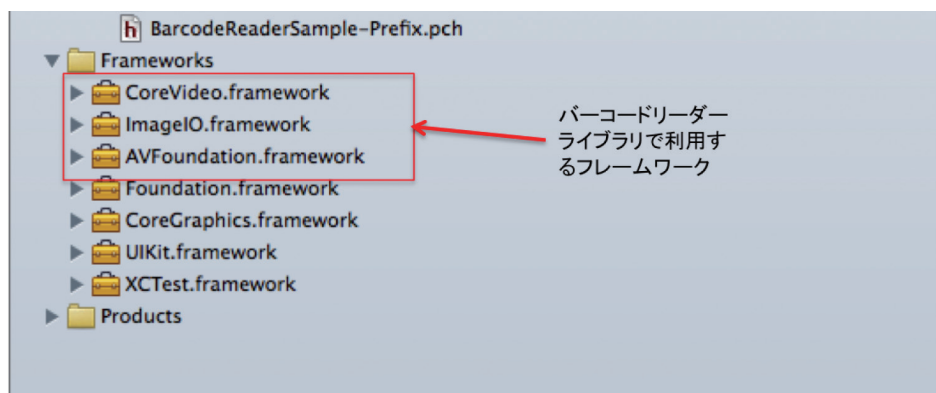 BarcodeReaderSample-Prefix.pch
Frameworks
CoreVideo.framework
ImageIO.framework
AVFoundation.framework
Foundation.framework
CoreGraphics.framework
UIKit.framework
XCTest.framework
Products
バーコードリーダー
ライブラリで利用す
るフレームワーク